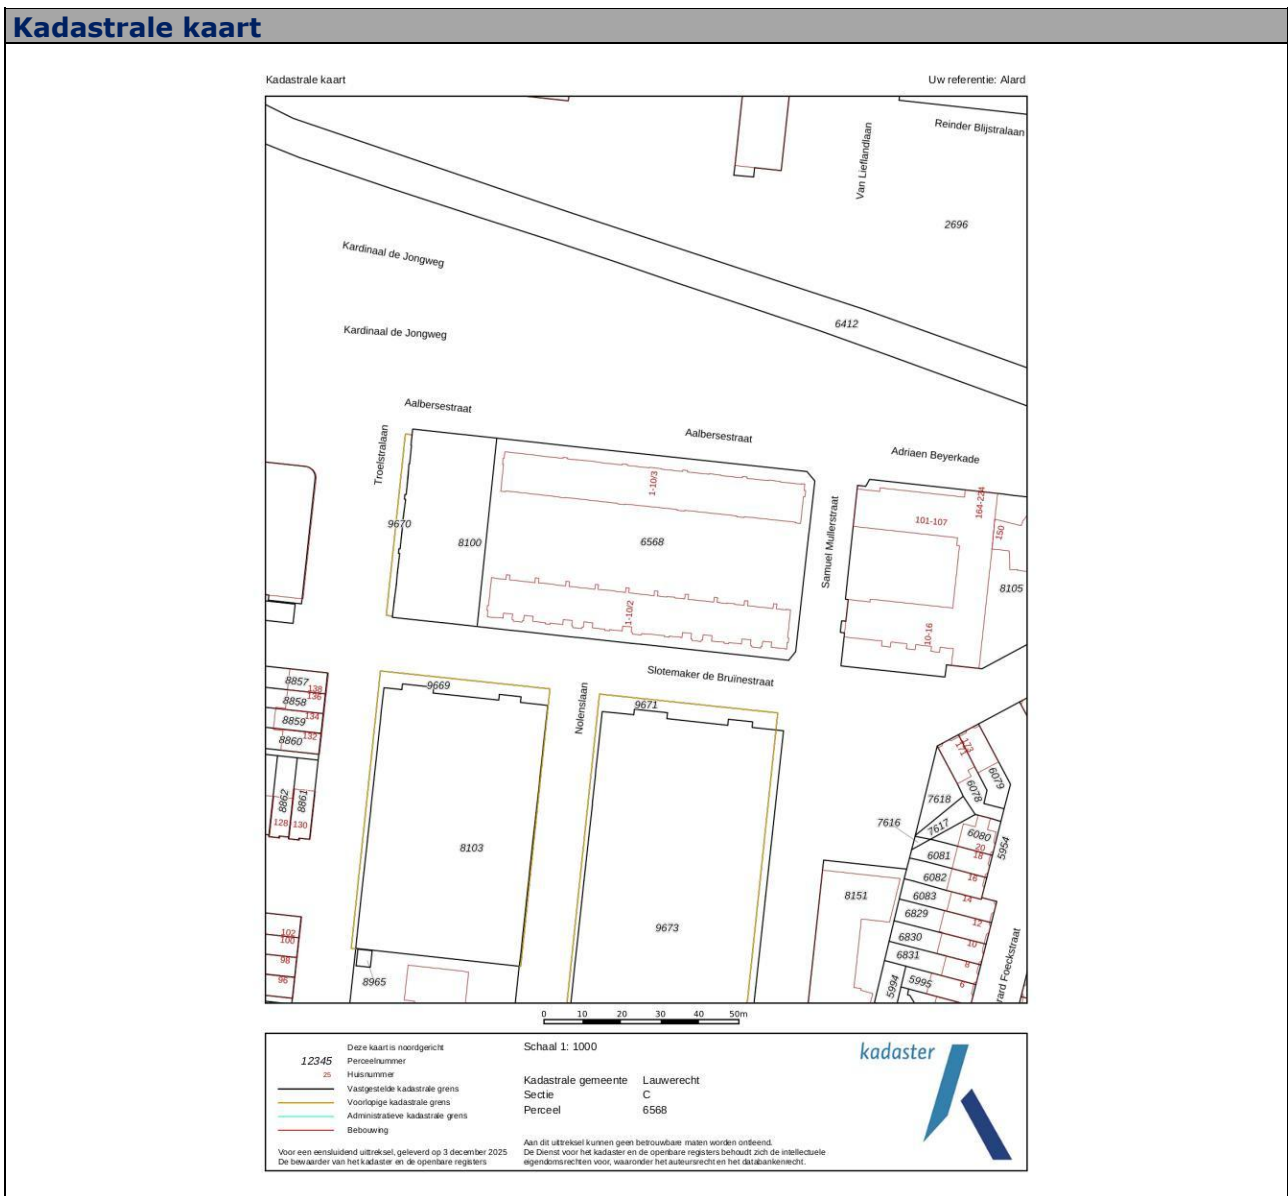 Kadastrale kaart
Kadastrale kaart
Uw referentie: Alard
Reinder Blijstralaan
Van Lieflandlaan
2696
Kardinaal de Jongweg
6412
Kardinaal de Jongweg
Aalbersestraat
Aalbersestraat
Troelstralaan
Adriaen Beyerkade
1-10/3
164-224
101-107
150
9670
8100
6568
Samuel Mullerstraat
8105
1-10/2
10-16
Slotemaker de Bruïnestraat
8857
138
136
8858
134
8859
132
8860
9669
Nolenslaan
9671
173
171
6079
6078
8862
8861
128
130
7618
7616
7617
6080
20
18
5954
8103
6081
6082
16
8151
6083
14
6829
12
9673
102
100
6830
10
98
6831
8
96
8965
5994
5995
6
rard Foeckstraat
0 10 20 30 40 50m
Deze kaart is noordgericht
12345 Perceelnummer
25 Huisnummer
Vastgestelde kadastrale grens
Voorlopige kadastrale grens
Administratieve kadastrale grens
Bebouwing
Voor een eensluidend uittreksel, geleverd op 3 december 2025
De bewaarder van het kadaster en de openbare registers
Schaal 1: 1000
Kadastrale gemeente Lauwerecht
Sectie C
Perceel 6568
Aan dit uittreksel kunnen geen betrouwbare maten worden ontleend.
De Dienst voor het kadaster en de openbare registers behoudt zich de intellectuele
eigendomsrechten voor, waaronder het auteursrecht en het databankenrecht.
kadaster